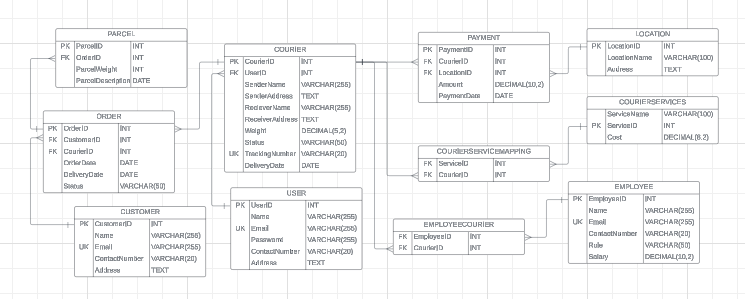 PARCEL
PK ParcelID INT
FK OrderID INT
ParcelWeight INT
ParcelDescription DATE
ORDER
PK OrderID INT
FK CustomerID INT
FK CourierID INT
OrderDate DATE
DeliveryDate DATE
Status VARCHAR(50)
CUSTOMER
PK CustomerID INT
Name VARCHAR(255)
UK Email VARCHAR(255)
ContactNumber VARCHAR(20)
Address TEXT
COURIER
PK CourierID INT
FK UserID INT
SenderName VARCHAR(255)
SenderAddress TEXT
RecieverName VARCHAR(255)
ReceiverAddress TEXT
Weight DECIMAL(5,2)
Status VARCHAR(50)
UK TrackingNumber VARCHAR(20)
DeliveryDate DATE
USER
PK UserID INT
Name VARCHAR(255)
UK Email VARCHAR(255)
Password VARCHAR(255)
ContactNumber VARCHAR(20)
Address TEXT
PAYMENT
PK PaymentID INT
FK CourierID INT
FK LocationID INT
Amount DECIMAL(10,2)
PaymentDate DATE
COURIERSERVICEMAPPING
FK ServiceID INT
FK CourierID INT
EMPLOYEECOURIER
FK EmployeeID INT
FK CourierID INT
LOCATION
PK LocationID INT
LocationName VARCHAR(100)
Address TEXT
COURIERSERVICES
ServiceName VARCHAR(100)
PK ServiceID INT
Cost DECIMAL(8,2)
EMPLOYEE
PK EmployeeID INT
Name VARCHAR(255)
UK Email VARCHAR(255)
ContactNumber VARCHAR(20)
Role VARCHAR(50)
Salary DECIMAL(10,2)